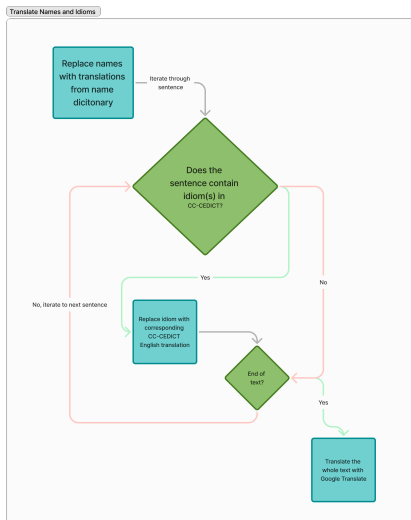 Translate Names and Idioms
Replace names
with translations
from name
dicitonary
Iterate through
sentence
Does the
sentence contain
idiom(s) in
CC-CEDICT?
Yes
No
No, iterate to next sentence
Replace idiom with
corresponding
CC-CEDICT
English translation
End of
text?
Yes
Translate the
whole text with
Google Translate